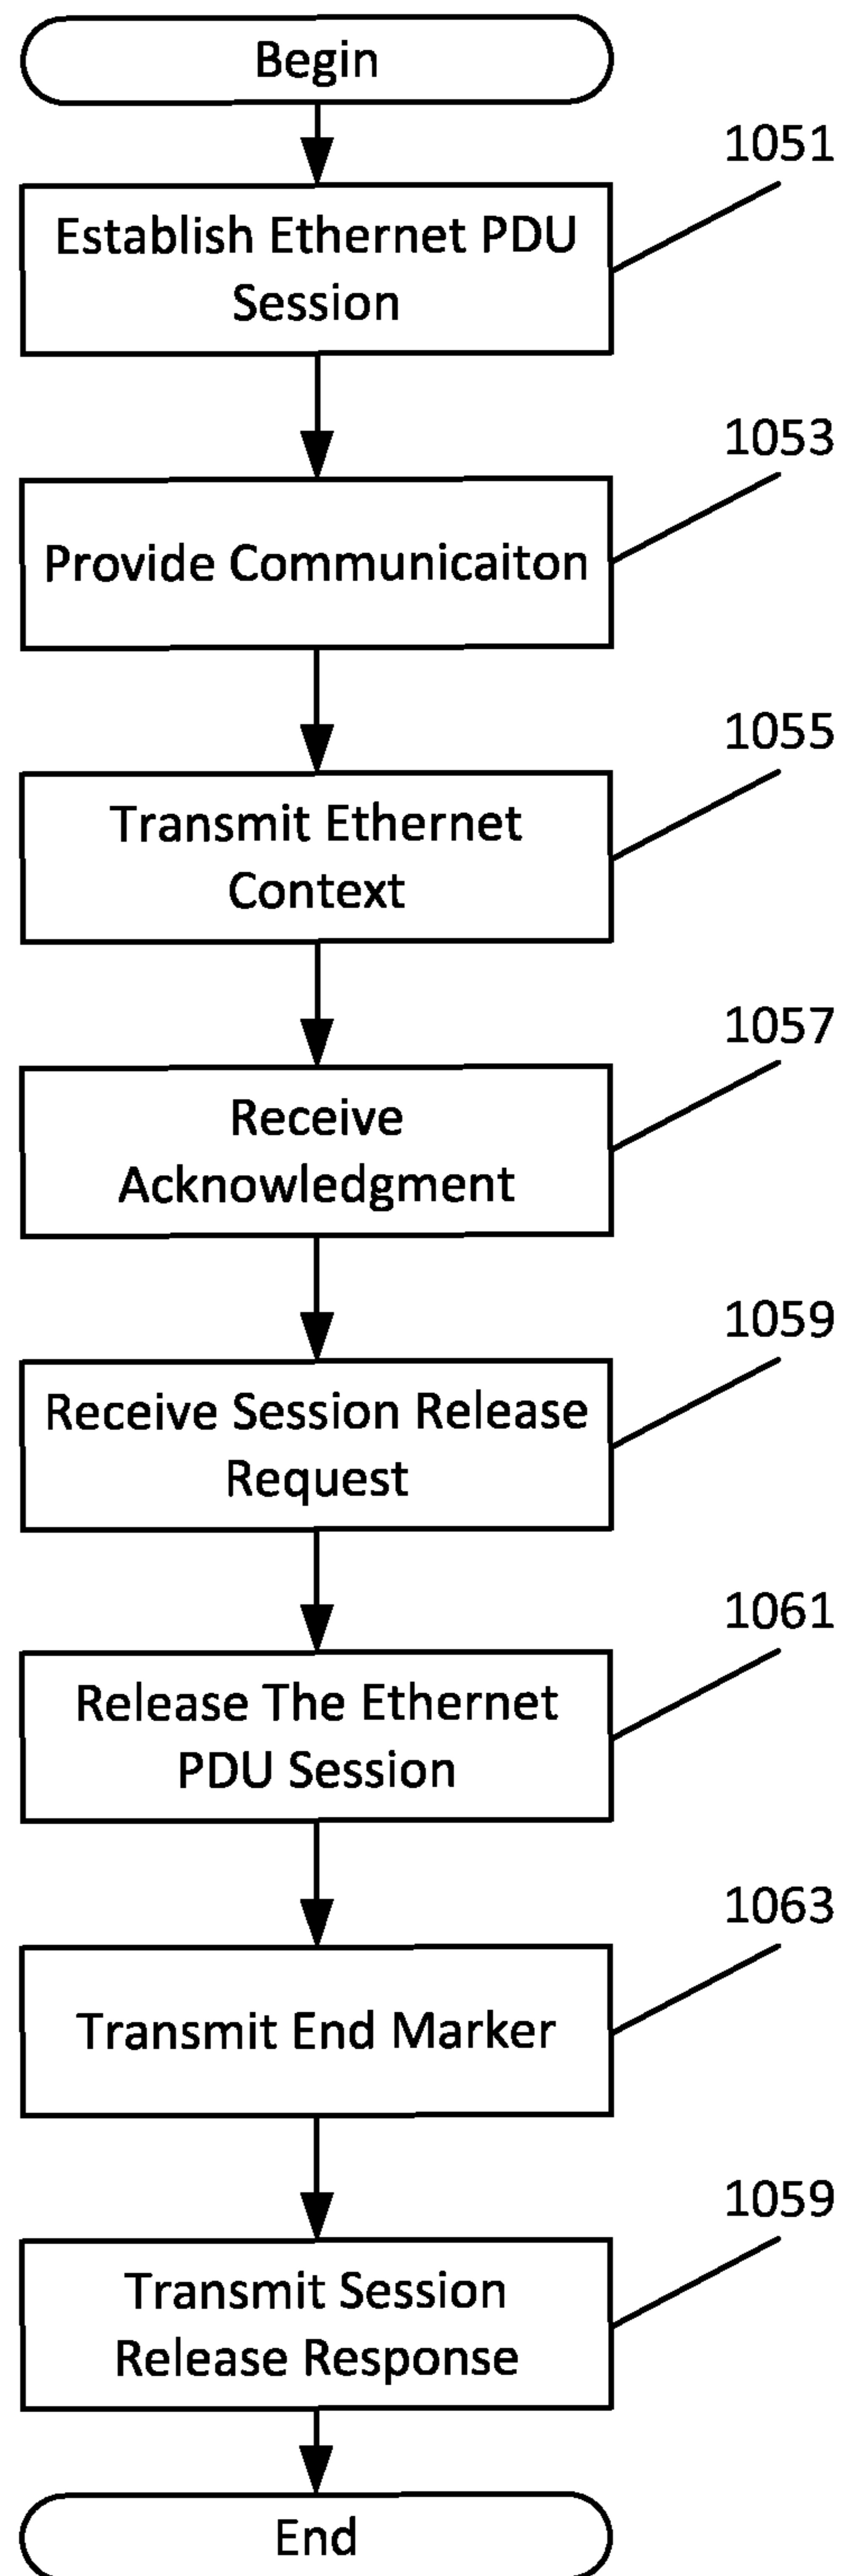 Begin
1051
Establish Ethernet PDU
Session
1053
Provide Communicaiton
1055
Transmit Ethernet
Context
1057
Receive
Acknowledgment
1059
Receive Session Release
Request
1061
Release The Ethernet
PDU Session
1063
Transmit End Marker
1059
Transmit Session
Release Response
End